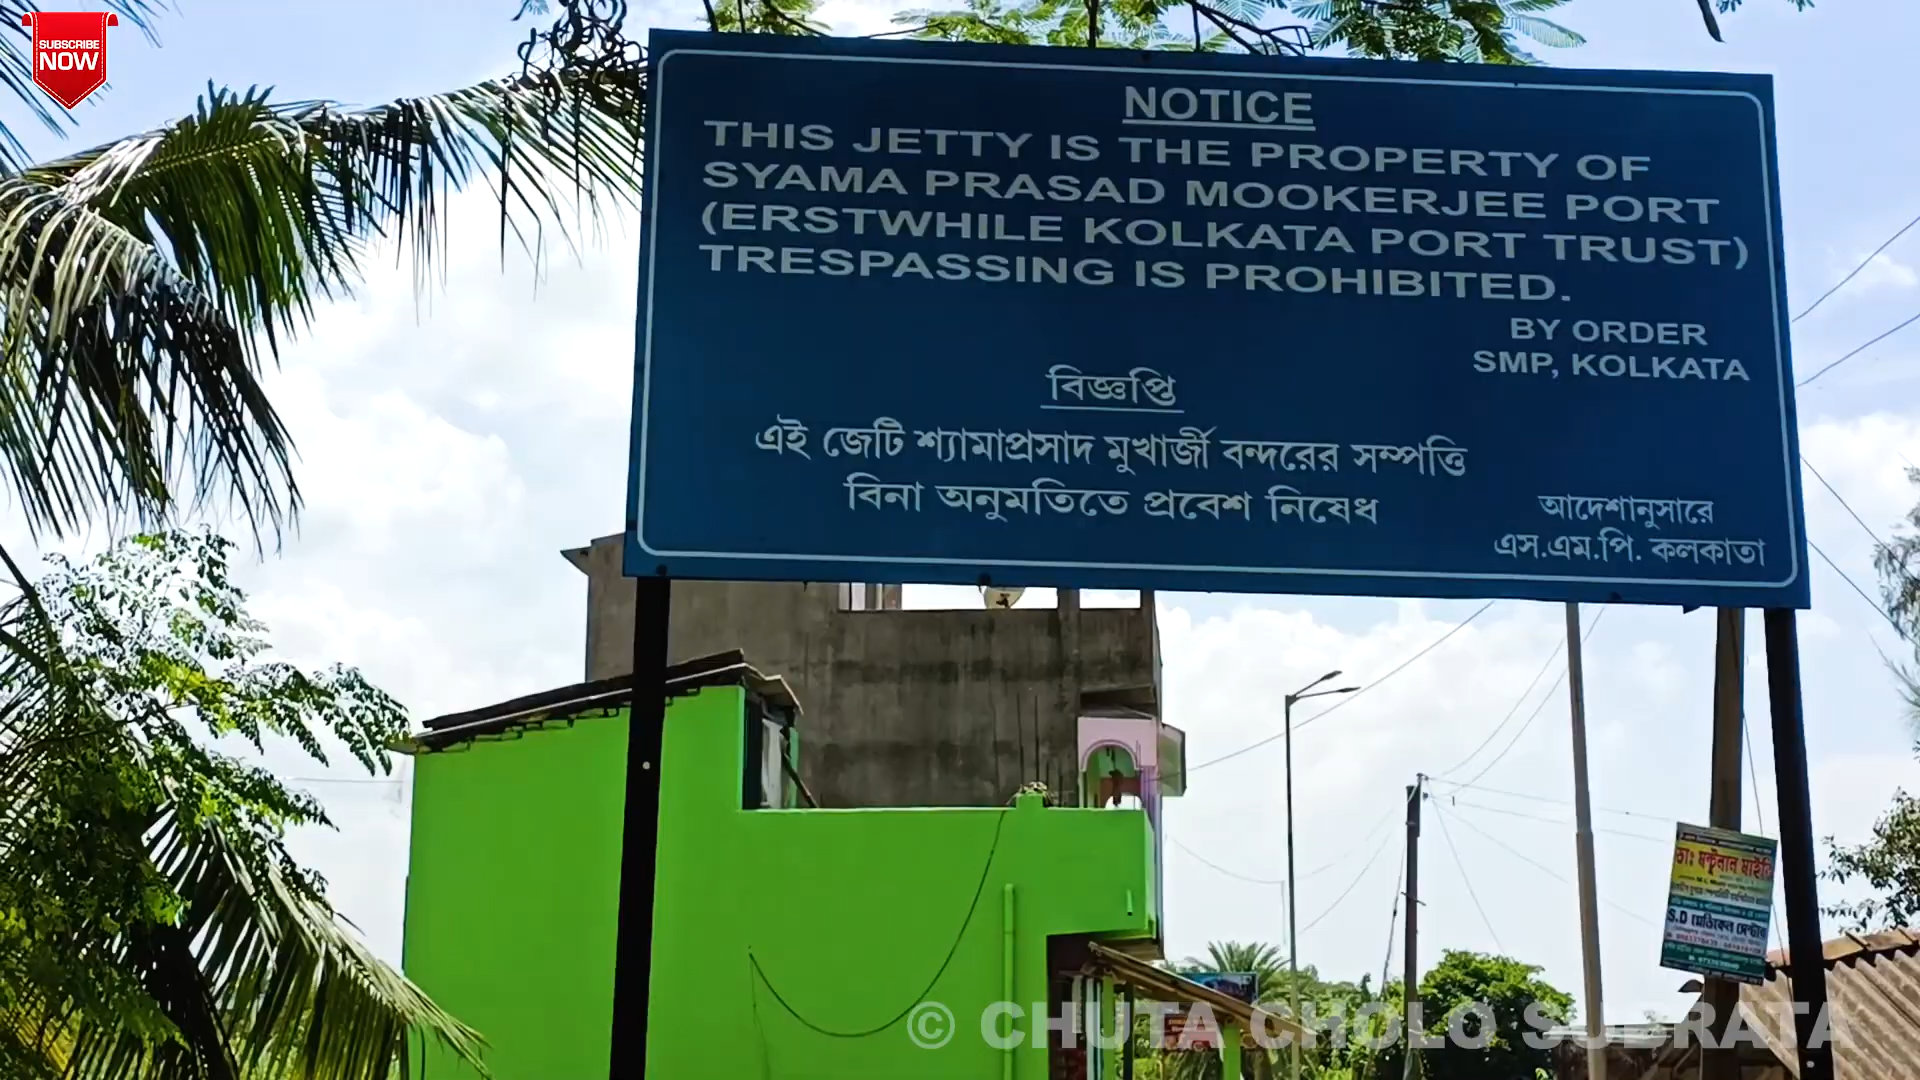 SUBSCRIBE
NOW
NOTICE
THIS JETTY IS THE PROPERTY OF
SYAMA PRASAD MOOKERJEE PORT
(ERSTWHILE KOLKATA PORT TRUST)
TRESPASSING IS PROHIBITED.
BY ORDER
SMP, KOLKATA
বিজ্ঞপ্তি
এই জেটি শ্যামাপ্রসাদ মুখার্জী বন্দরের সম্পত্তি
বিনা অনুমতিতে প্রবেশ নিষেধ
আদেশানুসারে
এস.এম.পি. কলকাতা
ডাঃ মন্টুলাল মাইতি
S.D মেডিকেল সেন্টার
© CHUTA CHOLO SUBRATA